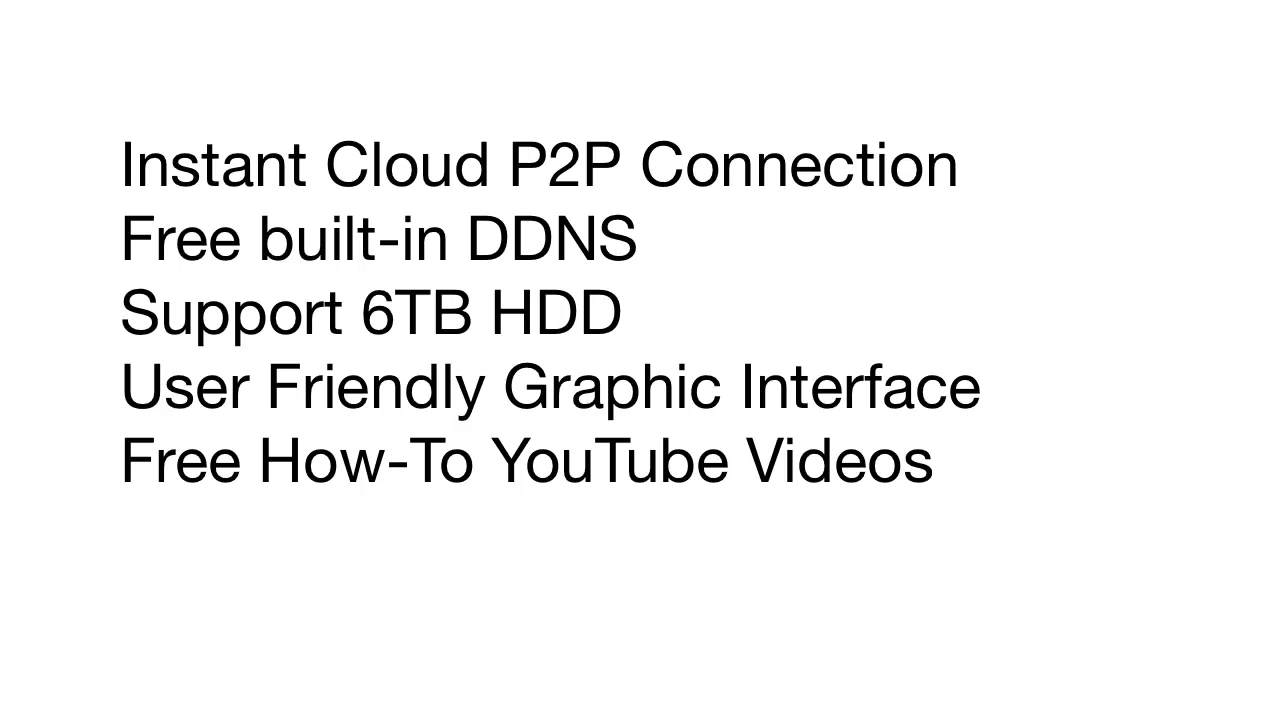 Instant Cloud P2P Connection
Free built-in DDNS
Support 6TB HDD
User Friendly Graphic Interface
Free How-To YouTube Videos